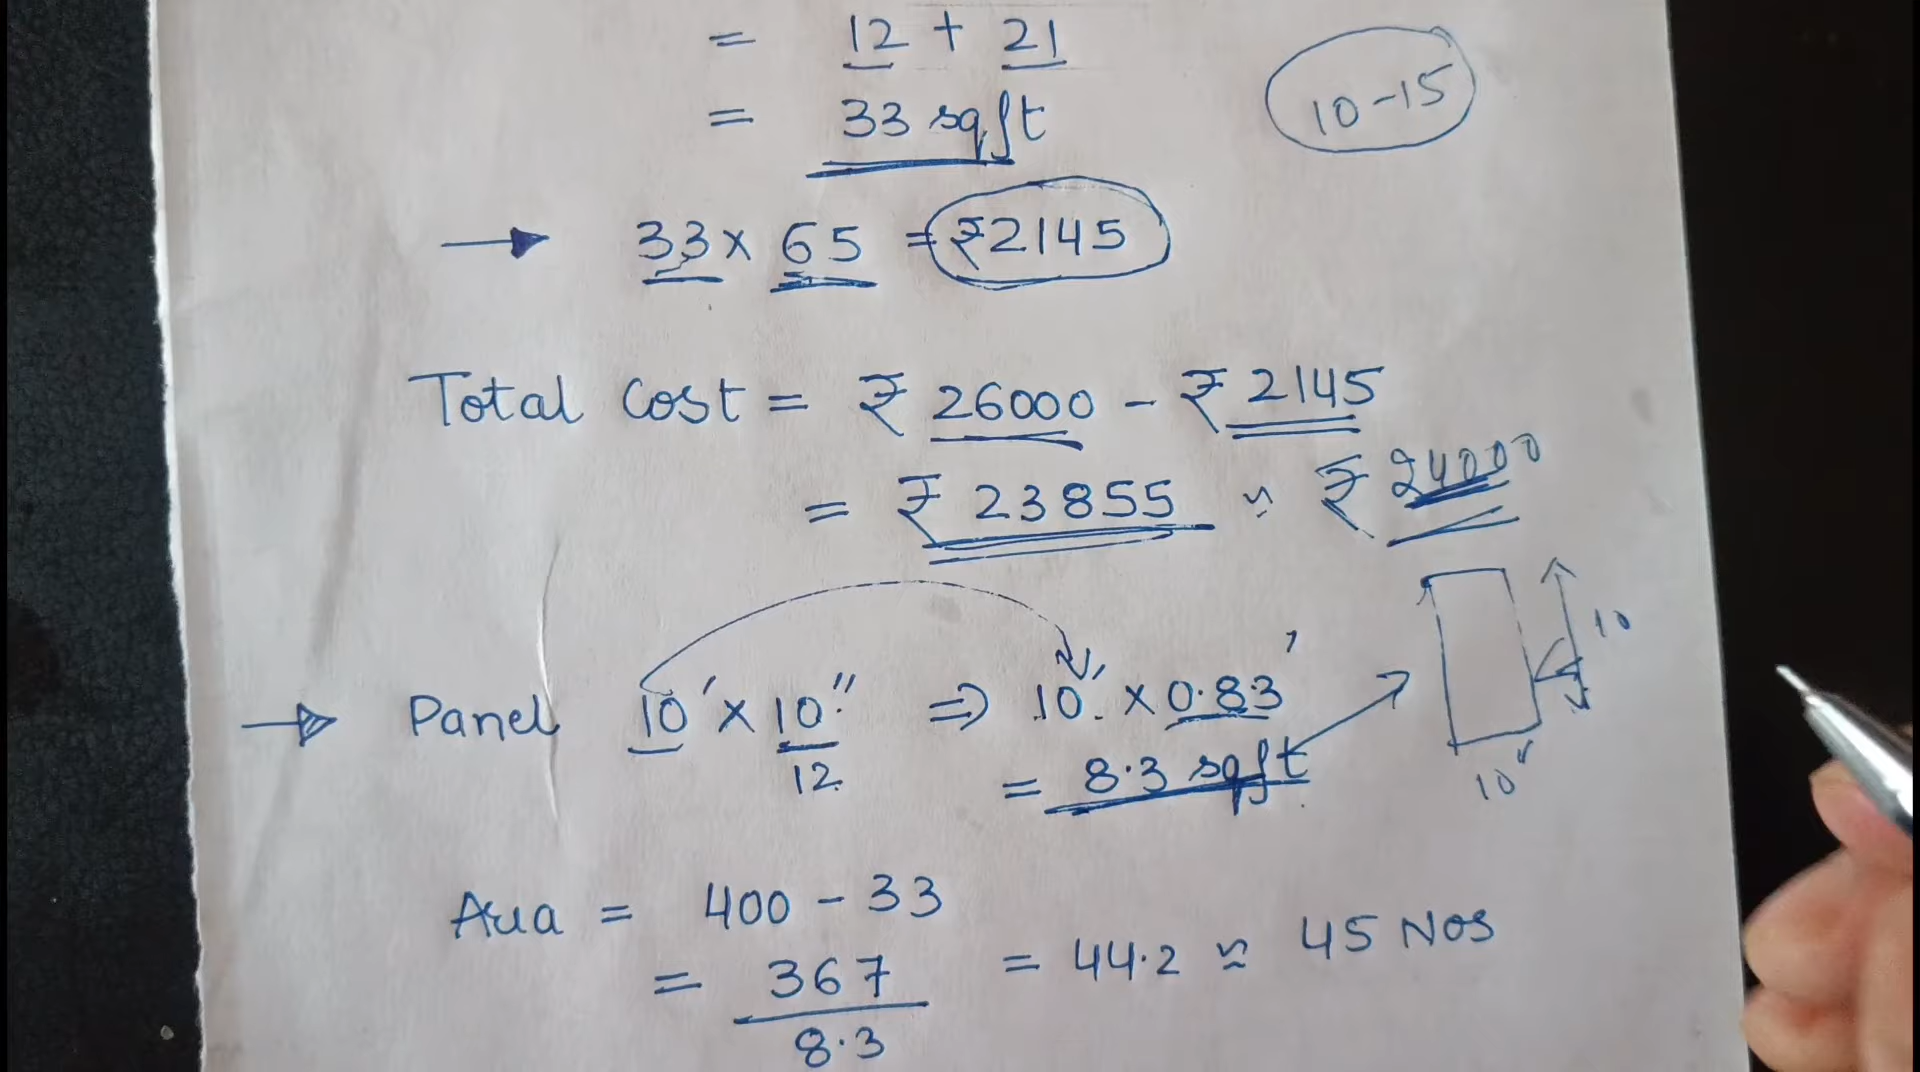 = 12 + 21
10-15
= 33 sqft
→ 33 x 65 = ₹2145
Total Cost = ₹ 26000 - ₹ 2145
= ₹ 23855 ≈ ₹ 24000
10
→ Panel 10' x 10"/12 ⇒ 10' x 0.83'
= 8.3 sqft
10"
Area = 400 - 33
= 367/8.3 = 44.2 ≈ 45 Nos